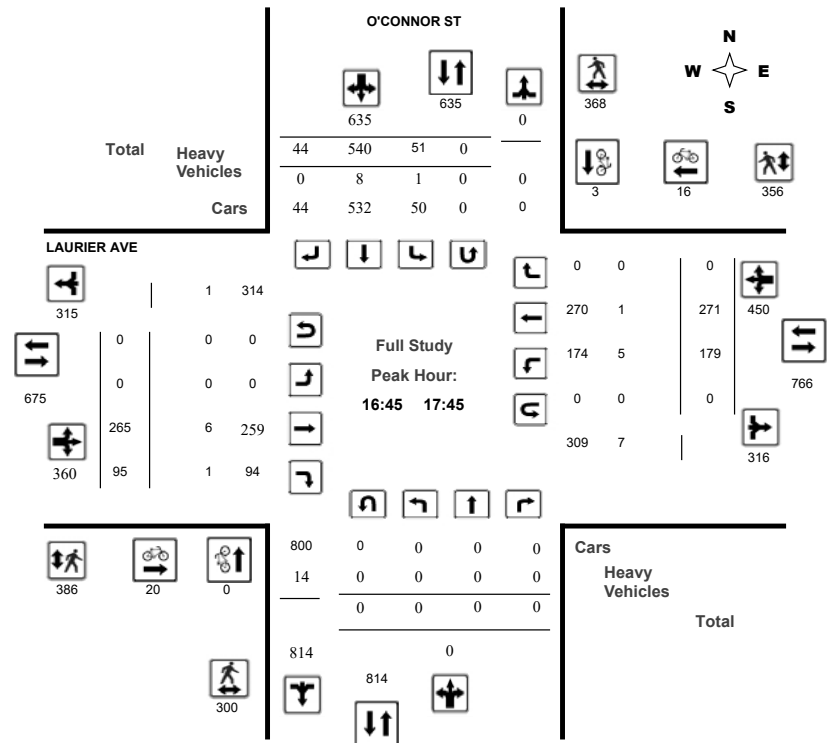 O'CONNOR ST
N
W E
S
635
368
635 0
Total Heavy Vehicles
44 540 51 0
0 8 1 0 0
Cars 44 532 50 0 0
3 16 356
LAURIER AVE
315
1 314
0 0 0
675
0 0 0
265 6 259
360 95 1 94
Full Study
Peak Hour:
16:45 17:45
0 0 0
270 1 271 450
174 5 179
766
0 0 0
309 7
316
386 20 0
800 0 0 0 0
14 0 0 0 0
0 0 0 0
814 0
814
300
Cars
Heavy
Vehicles
Total